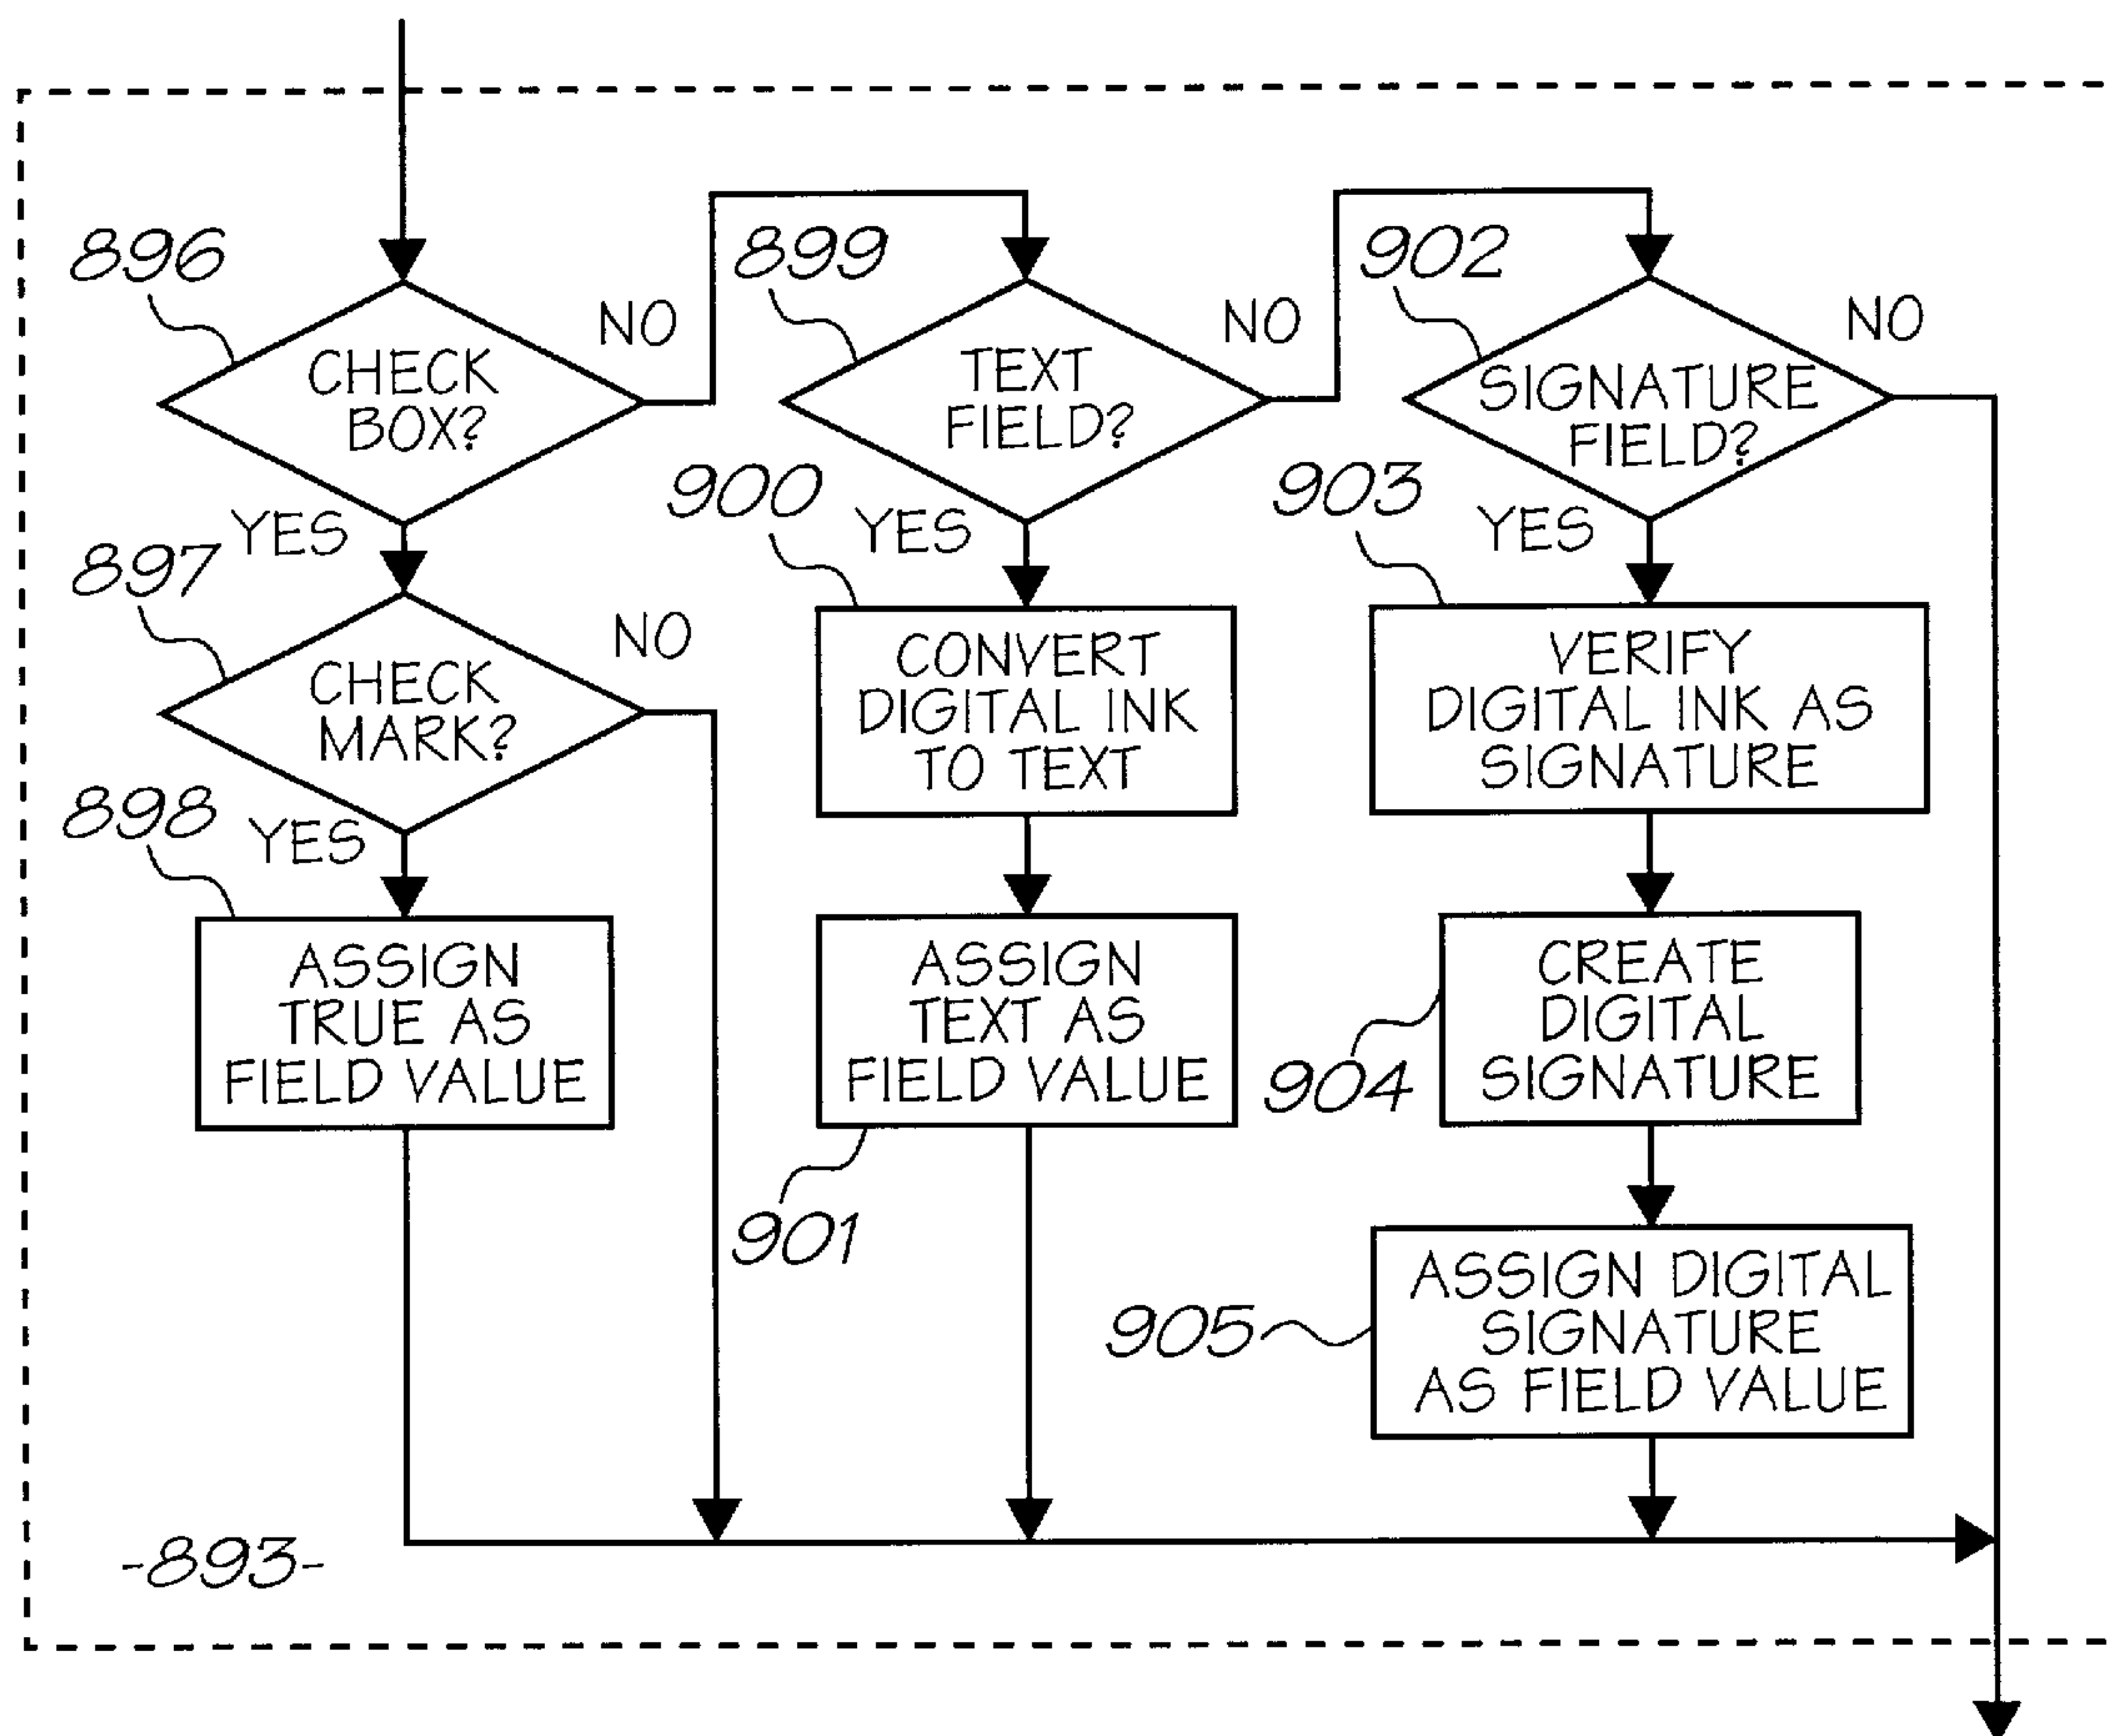 896
CHECK
BOX?
NO
YES
897
CHECK
MARK?
NO
YES
898
ASSIGN
TRUE AS
FIELD VALUE
899
TEXT
FIELD?
NO
YES
900
CONVERT
DIGITAL INK
TO TEXT
ASSIGN
TEXT AS
FIELD VALUE
901
902
SIGNATURE
FIELD?
NO
YES
903
VERIFY
DIGITAL INK AS
SIGNATURE
CREATE
DIGITAL
SIGNATURE
904
ASSIGN DIGITAL
SIGNATURE
AS FIELD VALUE
905
-893-